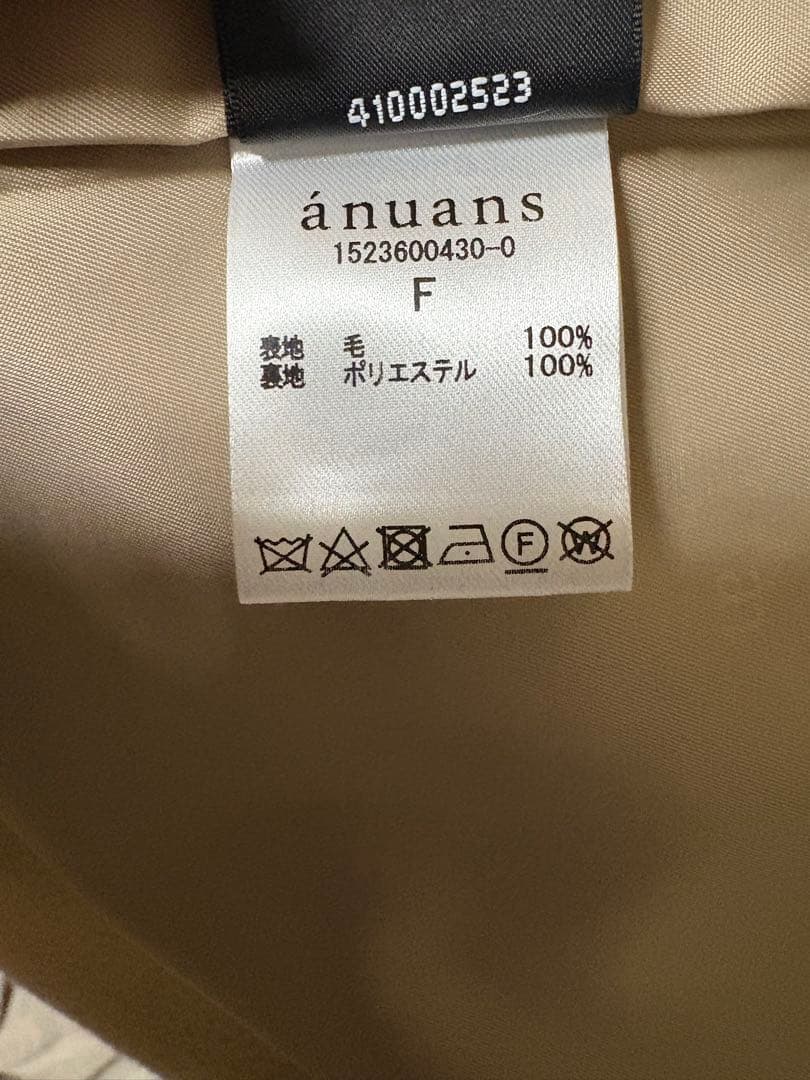 410002523
ánuans
1523600430-0
F
表地 毛 100%
裏地 ポリエステル 100%
F
W